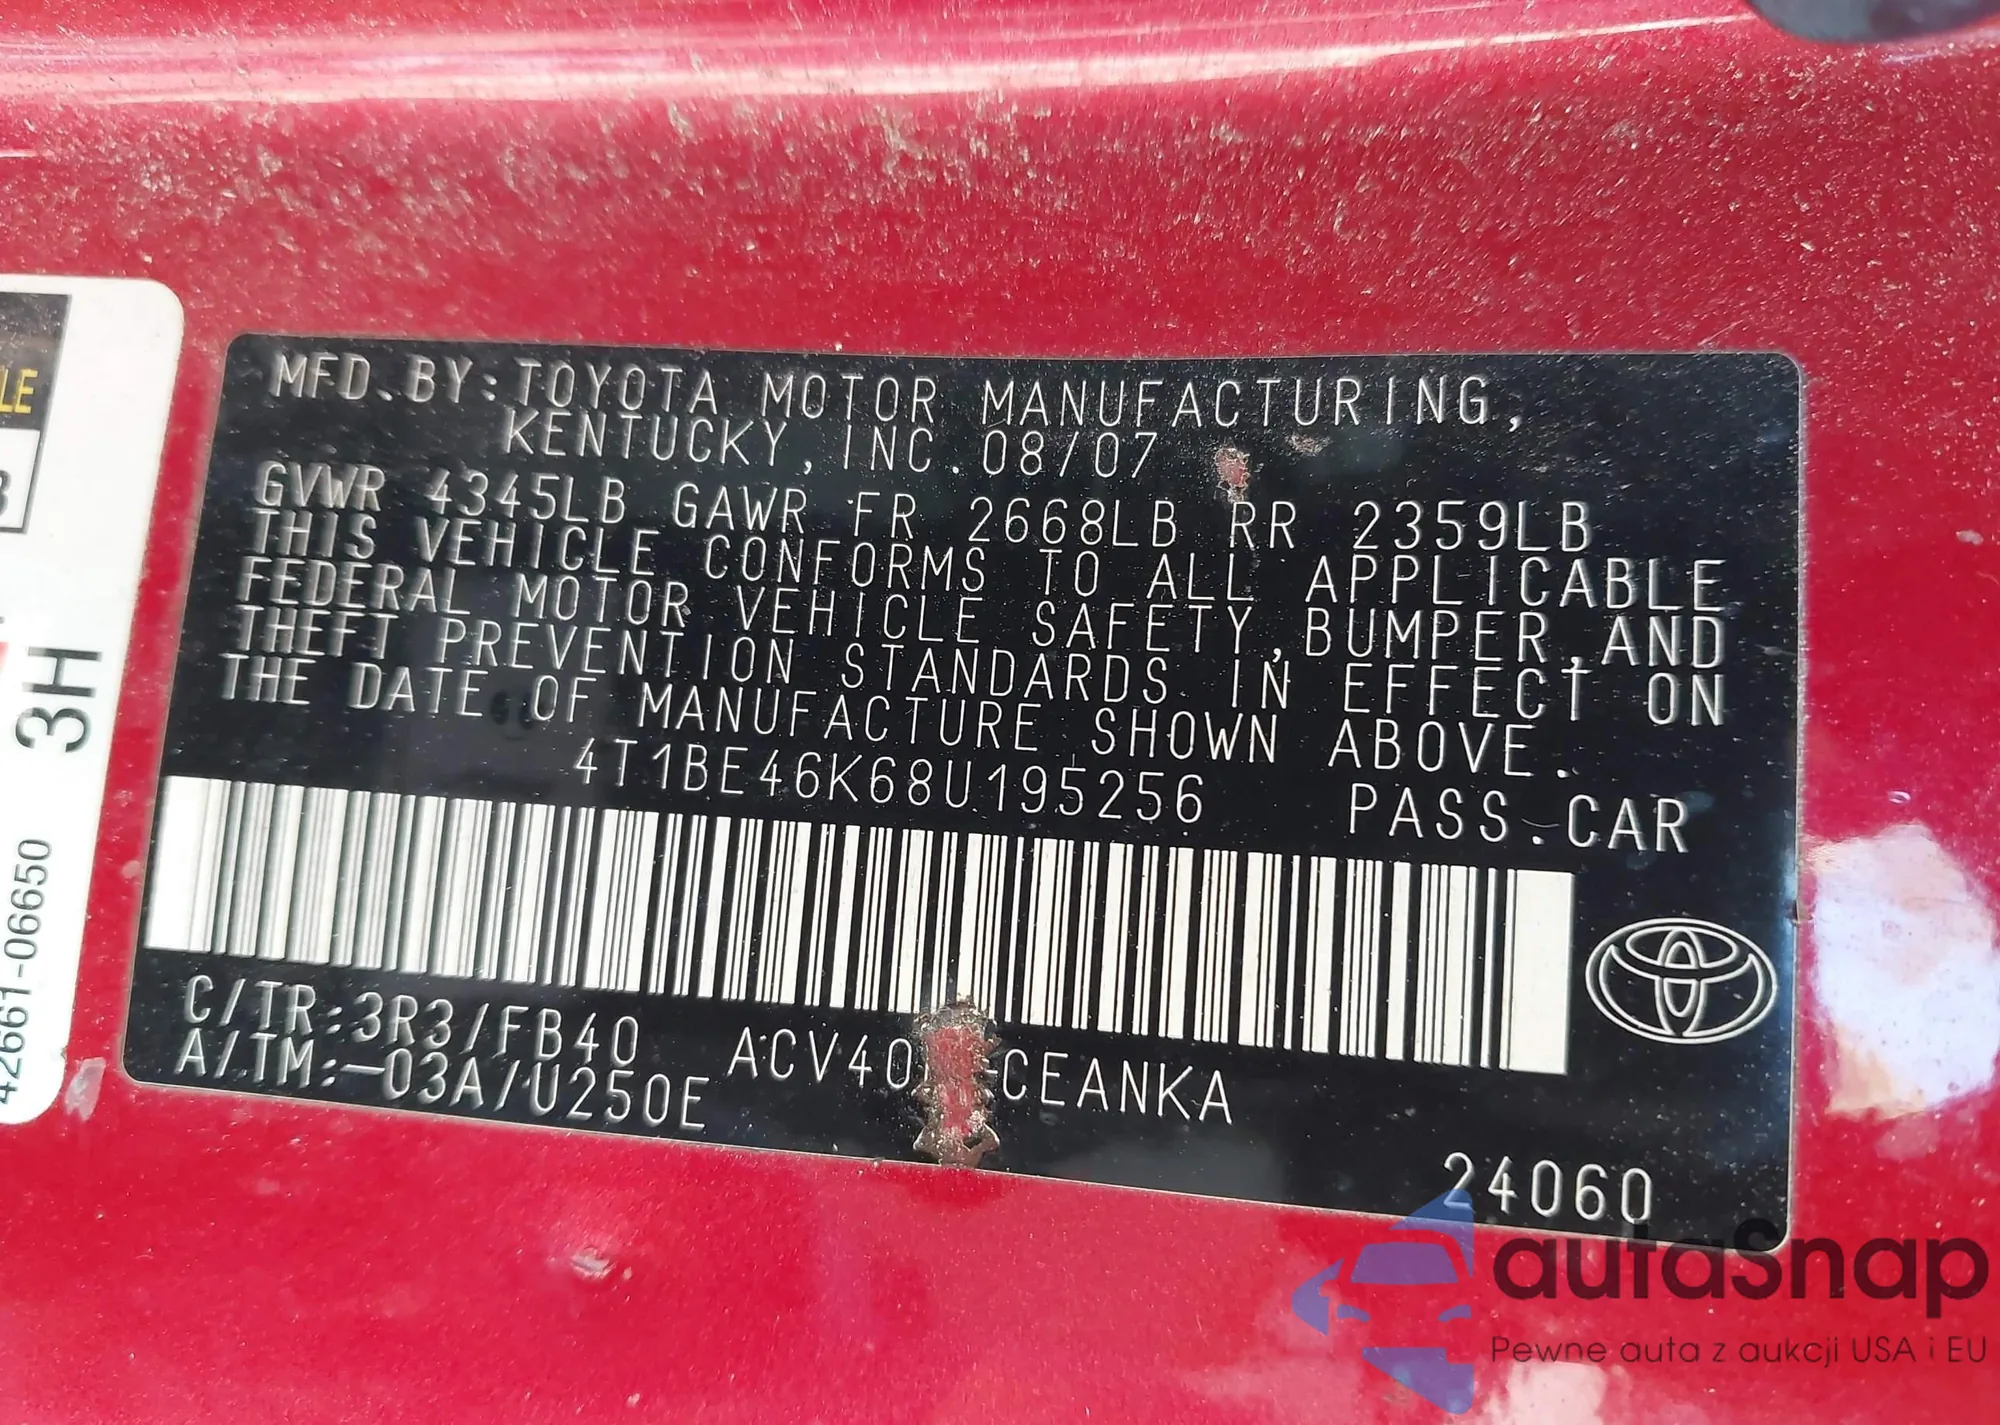 MFD.BY:TOYOTA MOTOR MANUFACTURING,
KENTUCKY, INC. 08/07
GVWR 4345LB GAWR FR 2668LB RR 2359LB
THIS VEHICLE CONFORMS TO ALL APPLICABLE
FEDERAL MOTOR VEHICLE SAFETY, BUMPER, AND
THEFT PREVENTION STANDARDS IN EFFECT ON
THE DATE OF MANUFACTURE SHOWN ABOVE.
4T1BE46K68U195256 PASS.CAR
C/TR:3R3/FB40 ACV40 -CEANKA
A/TM:-03A/U250E
24060
LE
3H
42661-06650
autaSnap
Pewne auta z aukcji USA i EU